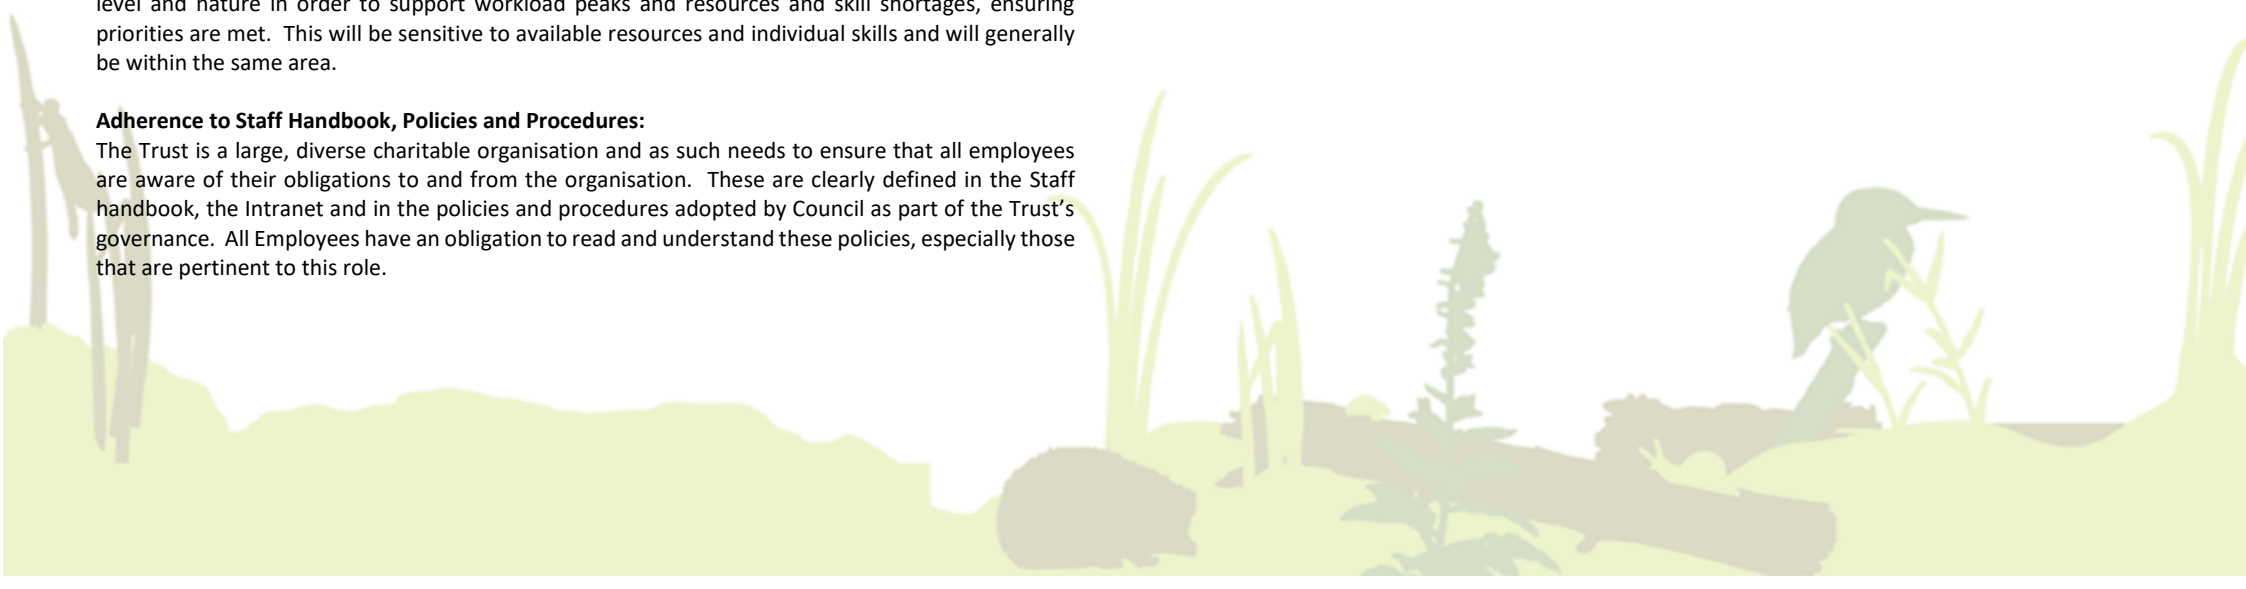 level and nature in order to support workload peaks and resources and skill shortages, ensuring
priorities are met. This will be sensitive to available resources and individual skills and will generally
be within the same area.
Adherence to Staff Handbook, Policies and Procedures:
The Trust is a large, diverse charitable organisation and as such needs to ensure that all employees
are aware of their obligations to and from the organisation. These are clearly defined in the Staff
handbook, the Intranet and in the policies and procedures adopted by Council as part of the Trust’s
governance. All Employees have an obligation to read and understand these policies, especially those
that are pertinent to this role.